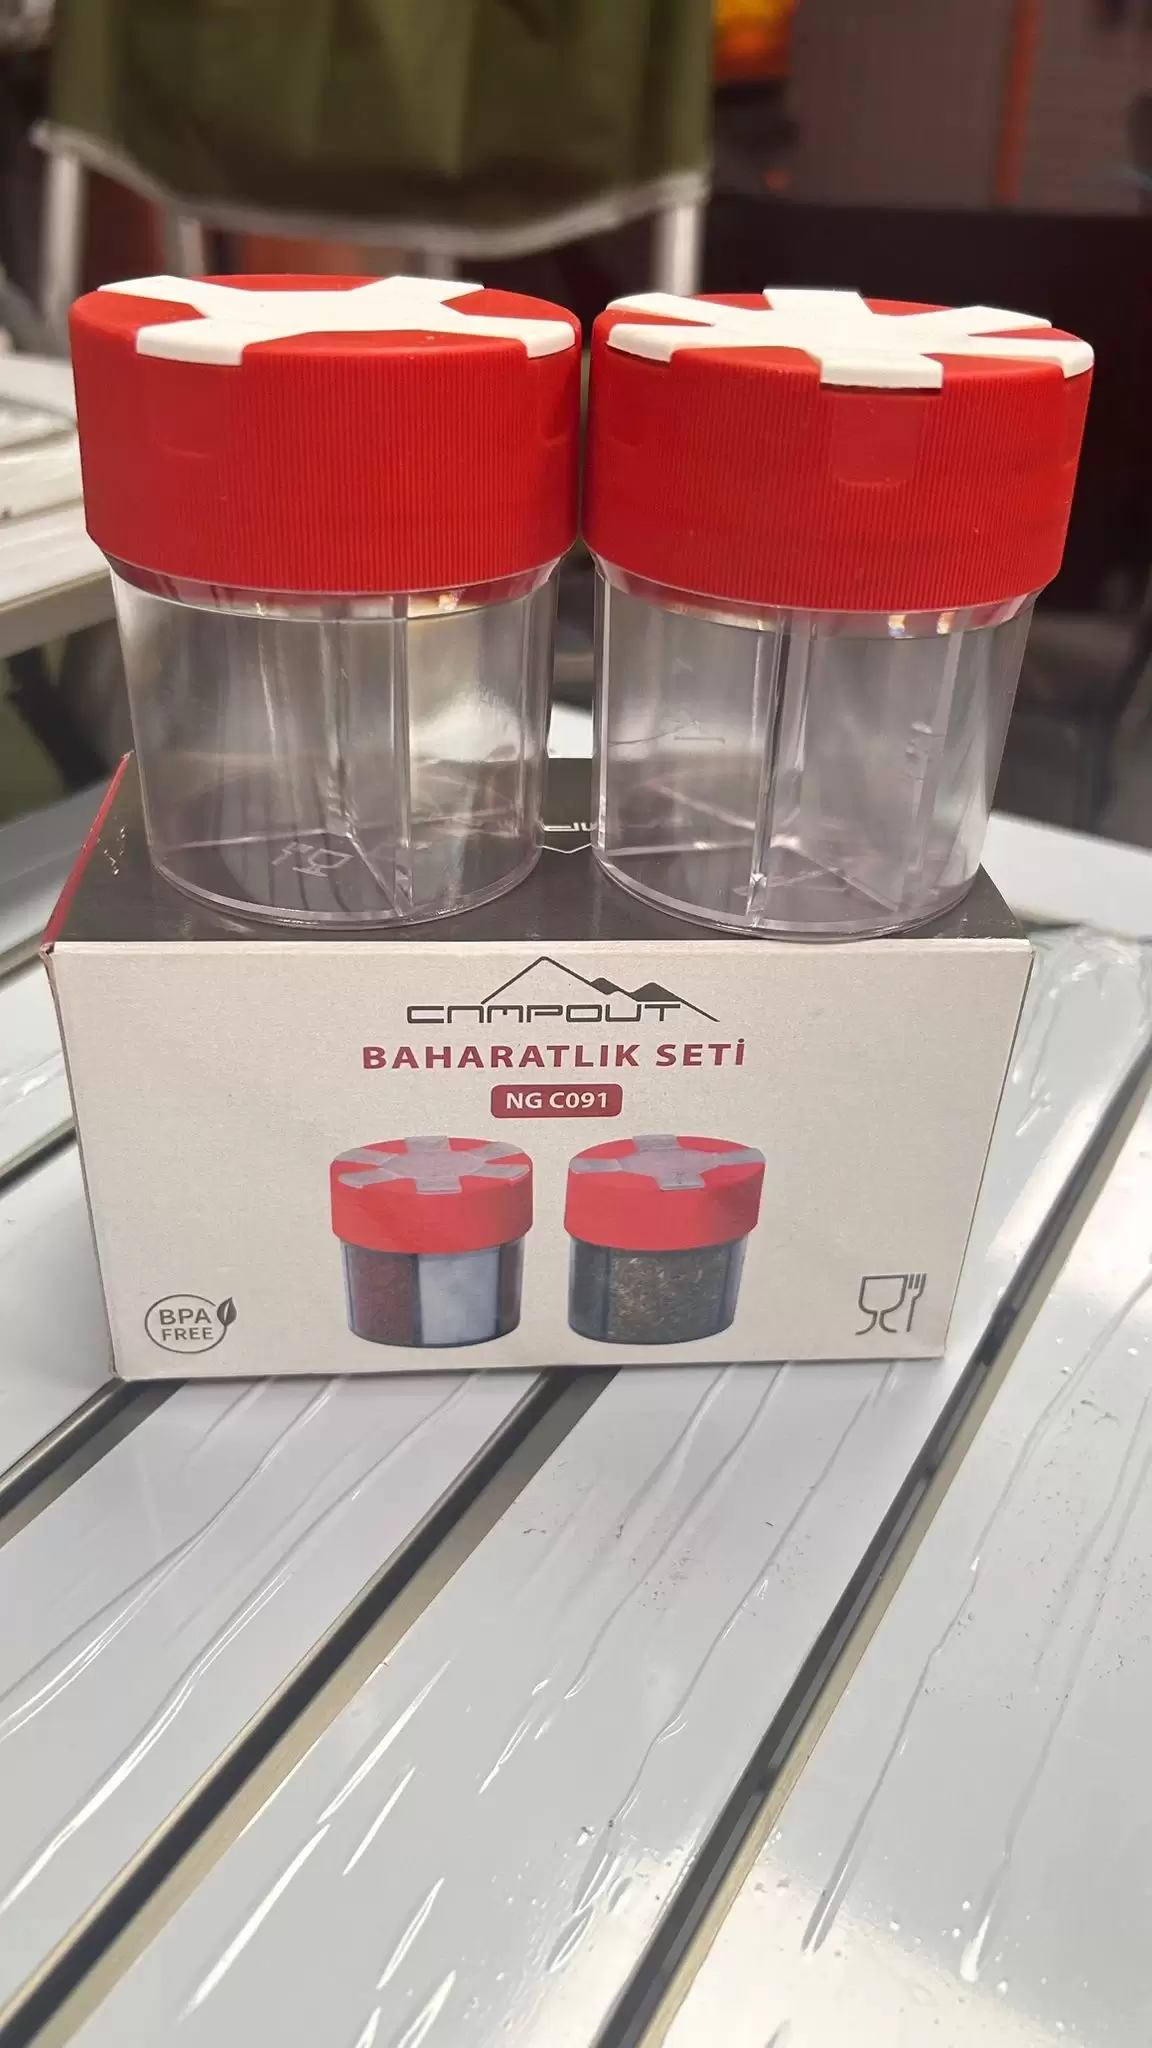 CAMPOUT
BAHARATLIK SETİ
NG C091
BPA
FREE